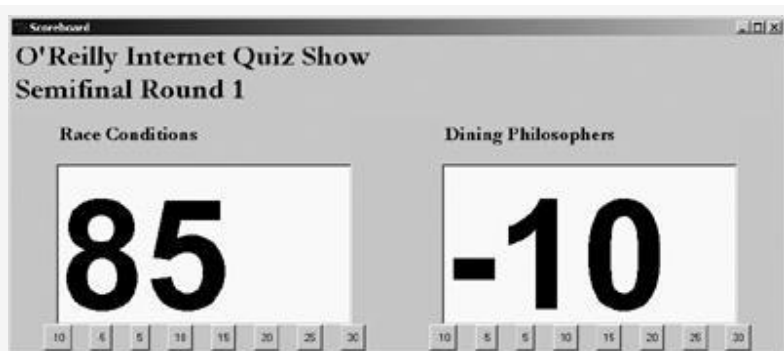 Scoreboard
O'Reilly Internet Quiz Show
Semifinal Round 1
Race Conditions Dining Philosophers
85 -10
10 5 5 10 15 20 25 30 10 5 5 10 15 20 25 30